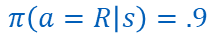 π(a = R|s) = .9